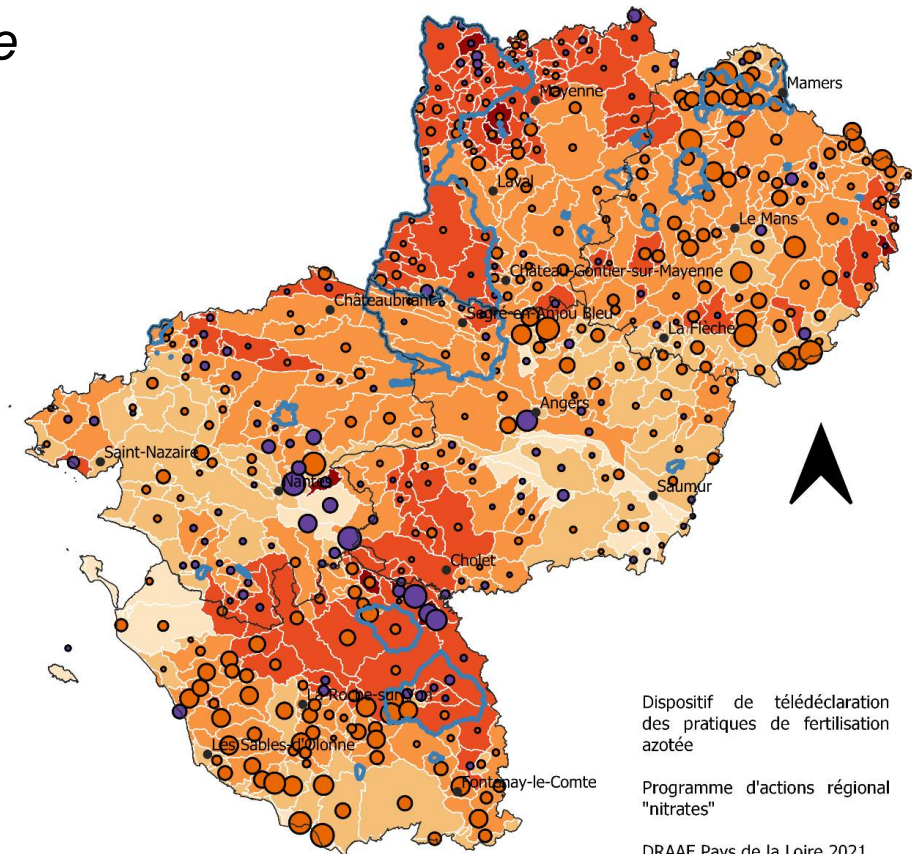 e
Mamers
Mayenne
Laval
Le Mans
Château-Gontier-sur-Mayenne
Châteaubriant
Segré-en-Anjou Bleu
La Flèche
Angers
Saint-Nazaire
Nantes
Saumur
Cholet
La Roche-sur-Yon
Les Sables-d'Olonne
Fontenay-le-Comte
Dispositif de télédéclaration
des pratiques de fertilisation
azotée
Programme d'actions régional
"nitrates"
DRAAF Pays de la Loire 2021